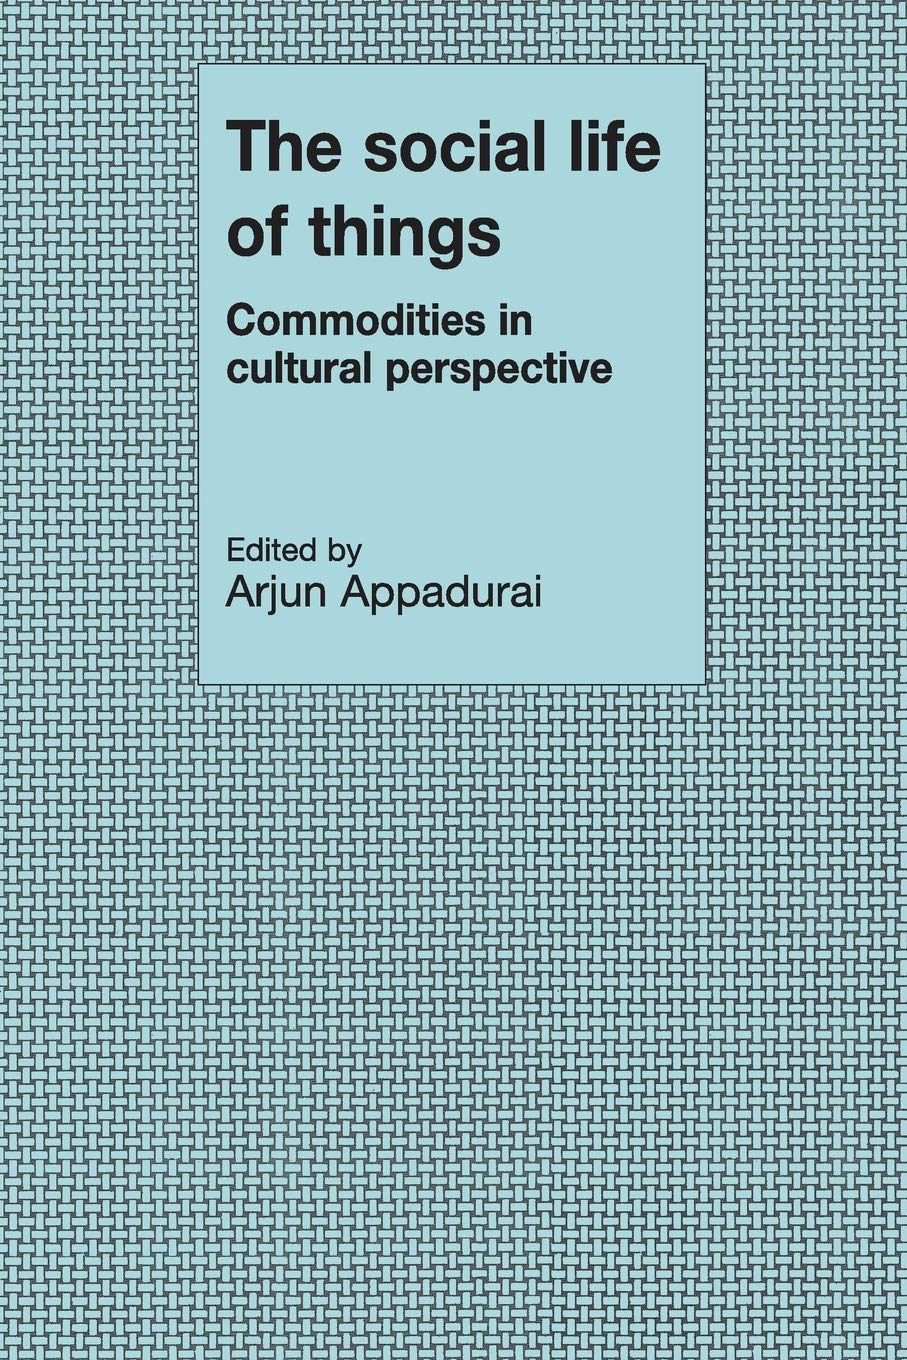 The social life
of things
Commodities in
cultural perspective
Edited by
Arjun Appadurai